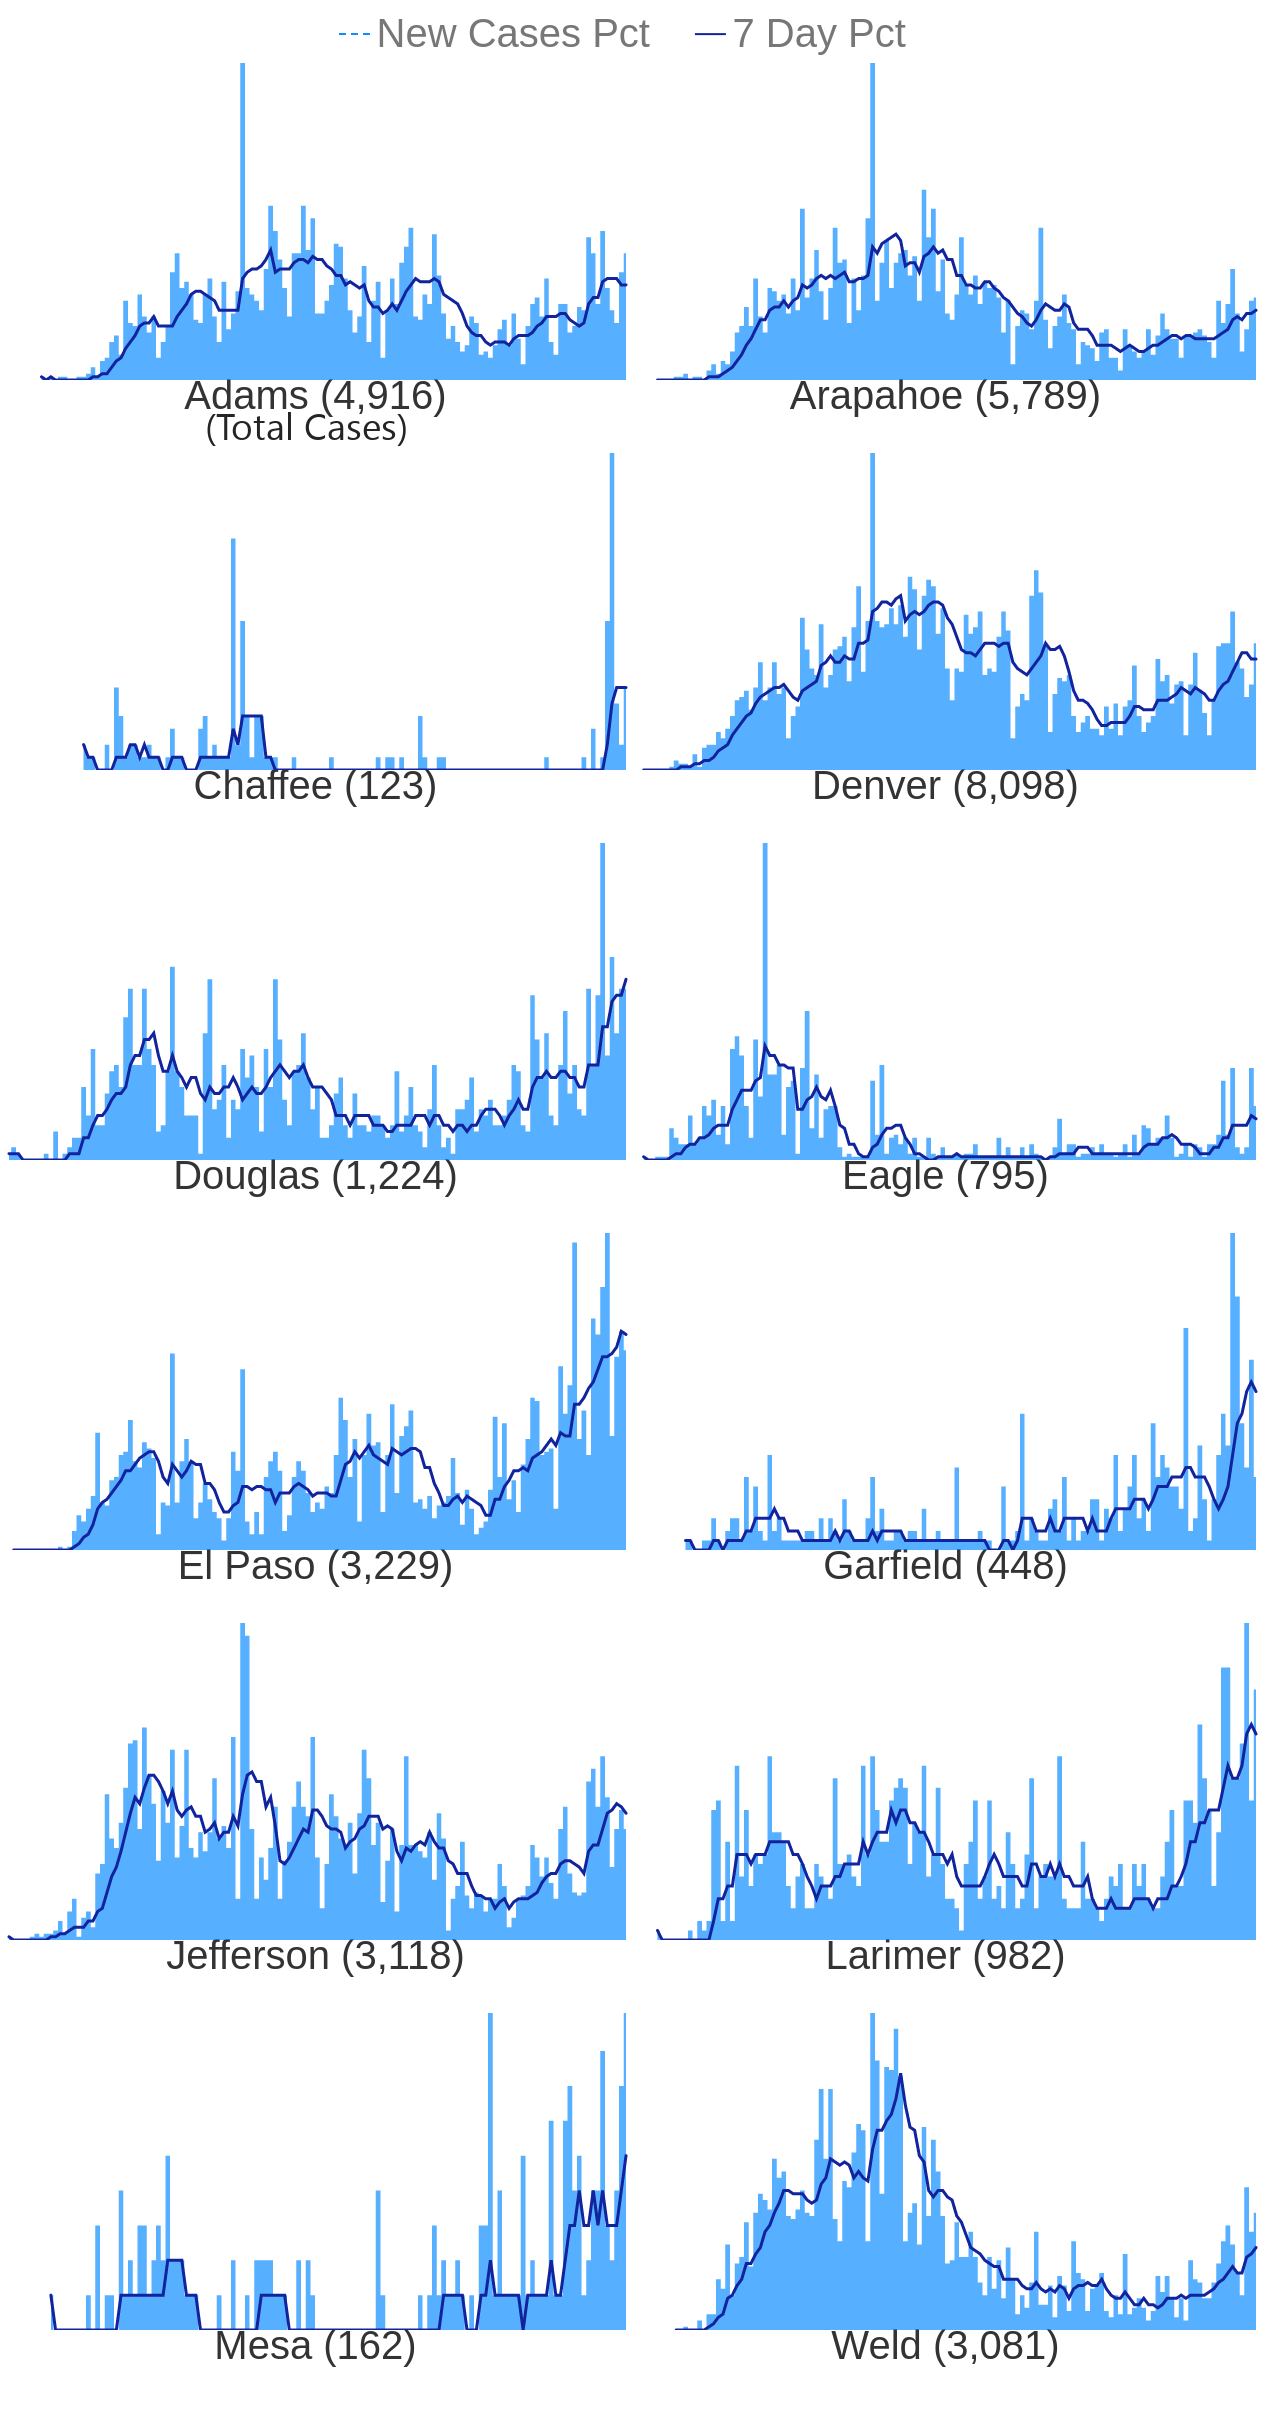 New Cases Pct 7 Day Pct
Adams (4,916) Arapahoe (5,789)
(Total Cases)
Chaffee (123) Denver (8,098)
Douglas (1,224) Eagle (795)
El Paso (3,229) Garfield (448)
Jefferson (3,118) Larimer (982)
Mesa (162) Weld (3,081)